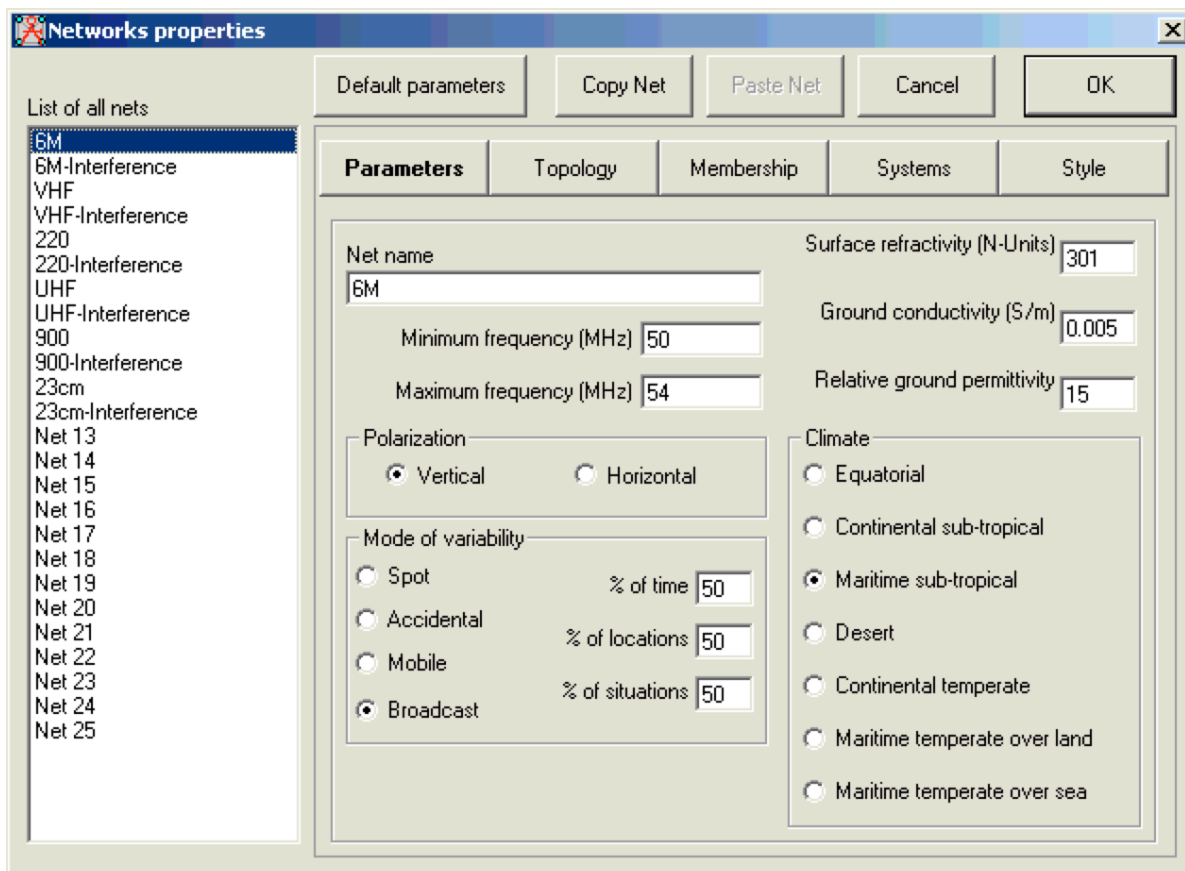 Networks properties
Default parameters
Copy Net
Paste Net
Cancel
OK
List of all nets
6M
6M-Interference
VHF
VHF-Interference
220
220-Interference
UHF
UHF-Interference
900
900-Interference
23cm
23cm-Interference
Net 13
Net 14
Net 15
Net 16
Net 17
Net 18
Net 19
Net 20
Net 21
Net 22
Net 23
Net 24
Net 25
Parameters
Topology
Membership
Systems
Style
Net name
6M
Minimum frequency (MHz) 50
Maximum frequency (MHz) 54
Surface refractivity (N-Units) 301
Ground conductivity (S/m) 0.005
Relative ground permittivity 15
Polarization
Vertical
Horizontal
Mode of variability
Spot
Accidental
Mobile
Broadcast
% of time 50
% of locations 50
% of situations 50
Climate
Equatorial
Continental sub-tropical
Maritime sub-tropical
Desert
Continental temperate
Maritime temperate over land
Maritime temperate over sea